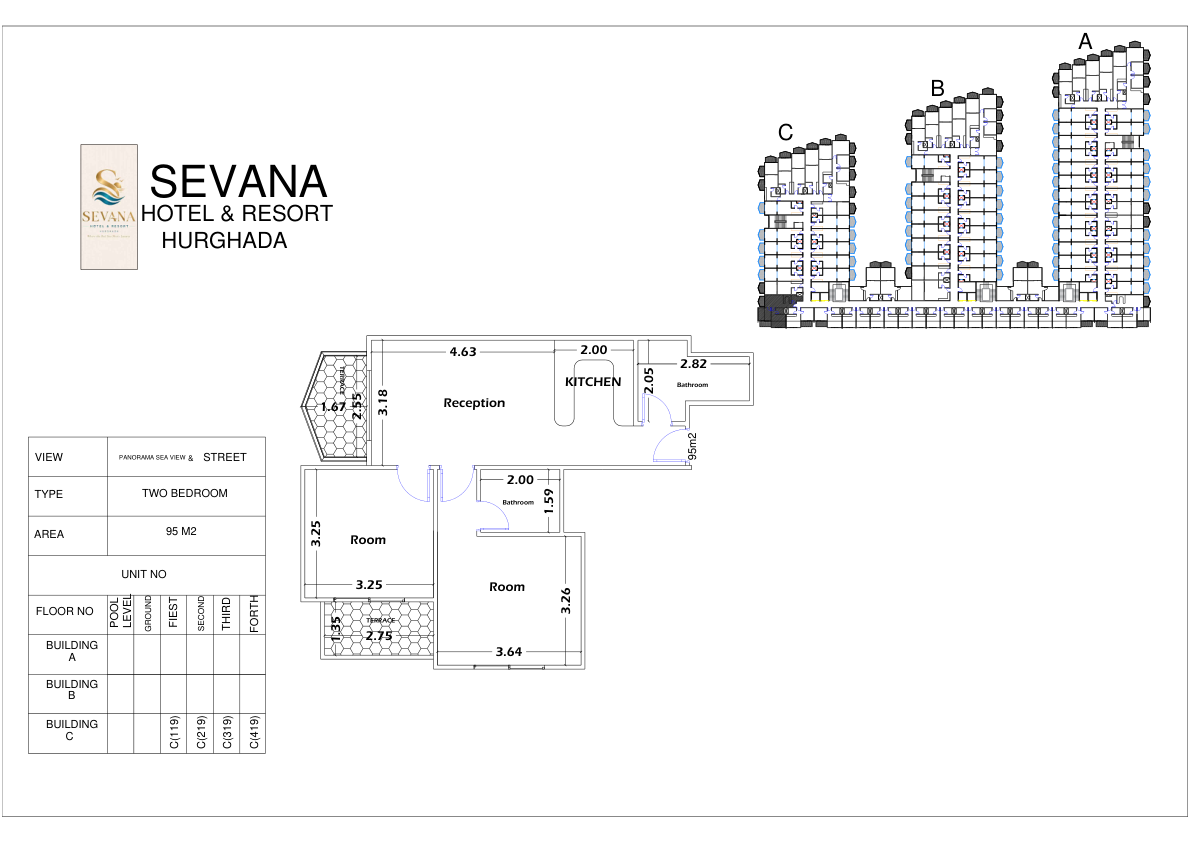 A
B
C
SEVANA
HOTEL & RESORT
HURGHADA
SEVANA
HOTEL & RESORT
HURGHADA
4.63
2.00
2.82
KITCHEN
2.05
Bathroom
TERRACE
1.67
2.55
3.18
Reception
95m2
2.00
Bathroom
1.59
3.25
Room
3.25
Room
3.26
TERRACE
1.35
2.75
3.64
VIEW PANORAMA SEA VIEW & STREET
TYPE TWO BEDROOM
AREA 95 M2
UNIT NO
FLOOR NO POOL LEVEL GROUND FIEST SECOND THIRD FORTH
BUILDING
A
BUILDING
B
BUILDING
C
C(119) C(219) C(319) C(419)